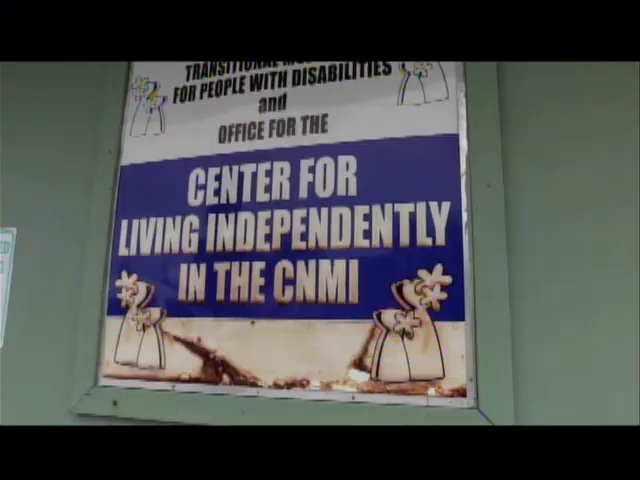 TRANSITIONAL
FOR PEOPLE WITH DISABILITIES
and
OFFICE FOR THE
CENTER FOR
LIVING INDEPENDENTLY
IN THE CNMI